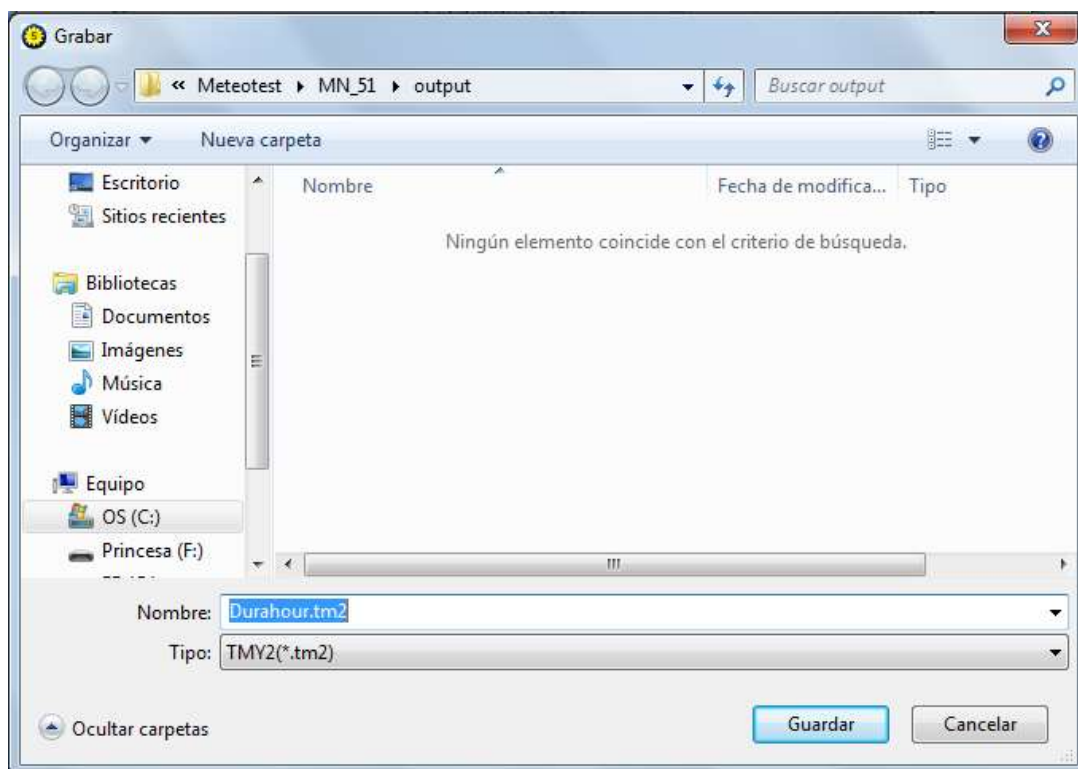 Grabar
« Meteotest ▸ MN_51 ▸ output
Buscar output
Organizar
Nueva carpeta
Escritorio
Sitios recientes
Bibliotecas
Documentos
Imágenes
Música
Vídeos
Equipo
OS (C:)
Princesa (F:)
Nombre
Fecha de modifica...
Tipo
Ningún elemento coincide con el criterio de búsqueda.
Nombre: Durahour.tm2
Tipo: TMY2(*.tm2)
Ocultar carpetas
Guardar
Cancelar